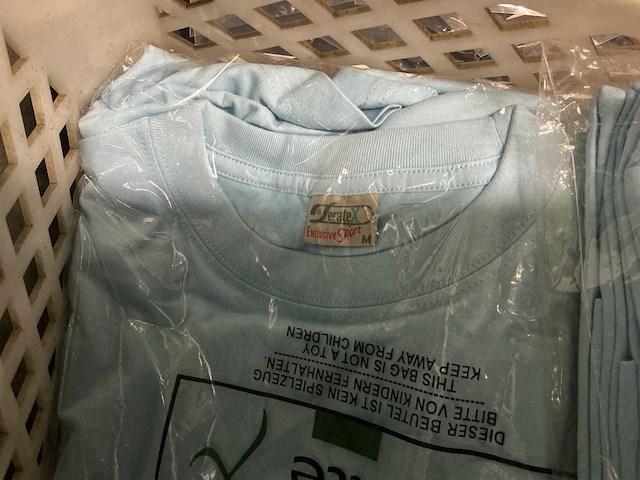 TerateX
Exclusive Sport
M
DIESER BEUTEL IST KEIN SPIELZEUG
BITTE VON KINDERN FERNHALTEN.
THIS BAG IS NOT A TOY
KEEP AWAY FROM CHILDREN